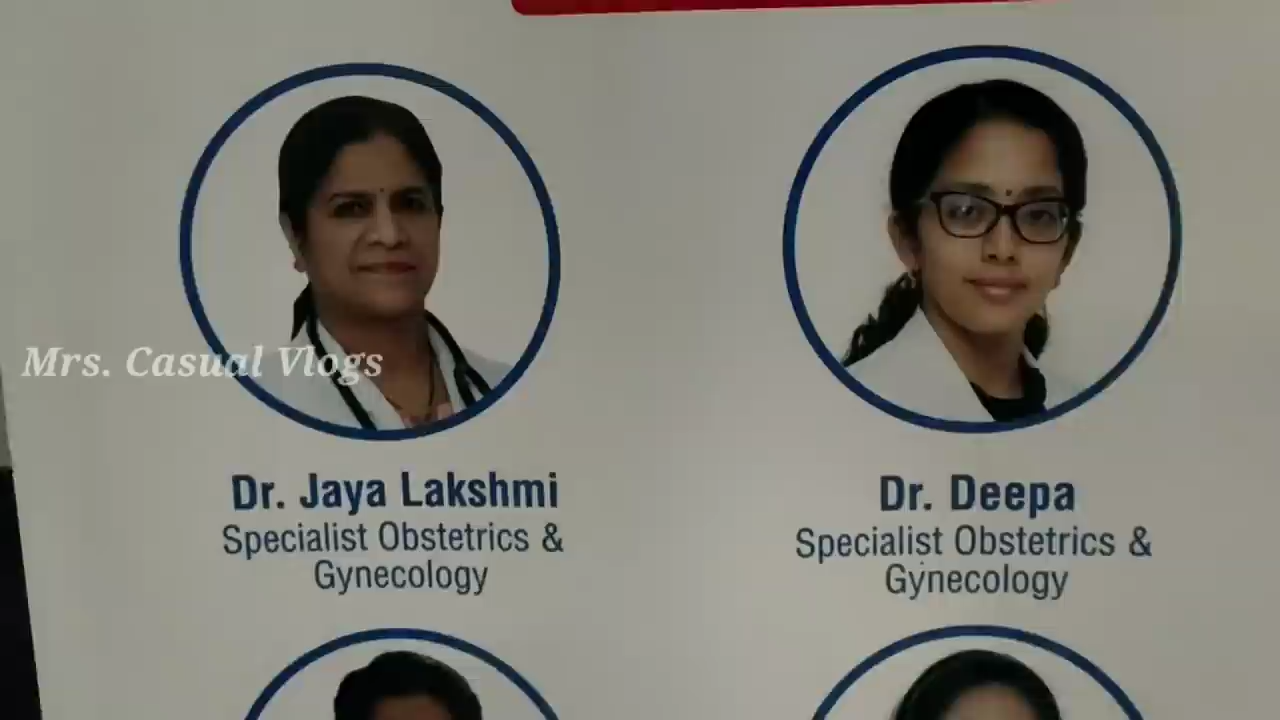 Mrs. Casual Vlogs
Dr. Jaya Lakshmi
Specialist Obstetrics &
Gynecology
Dr. Deepa
Specialist Obstetrics &
Gynecology